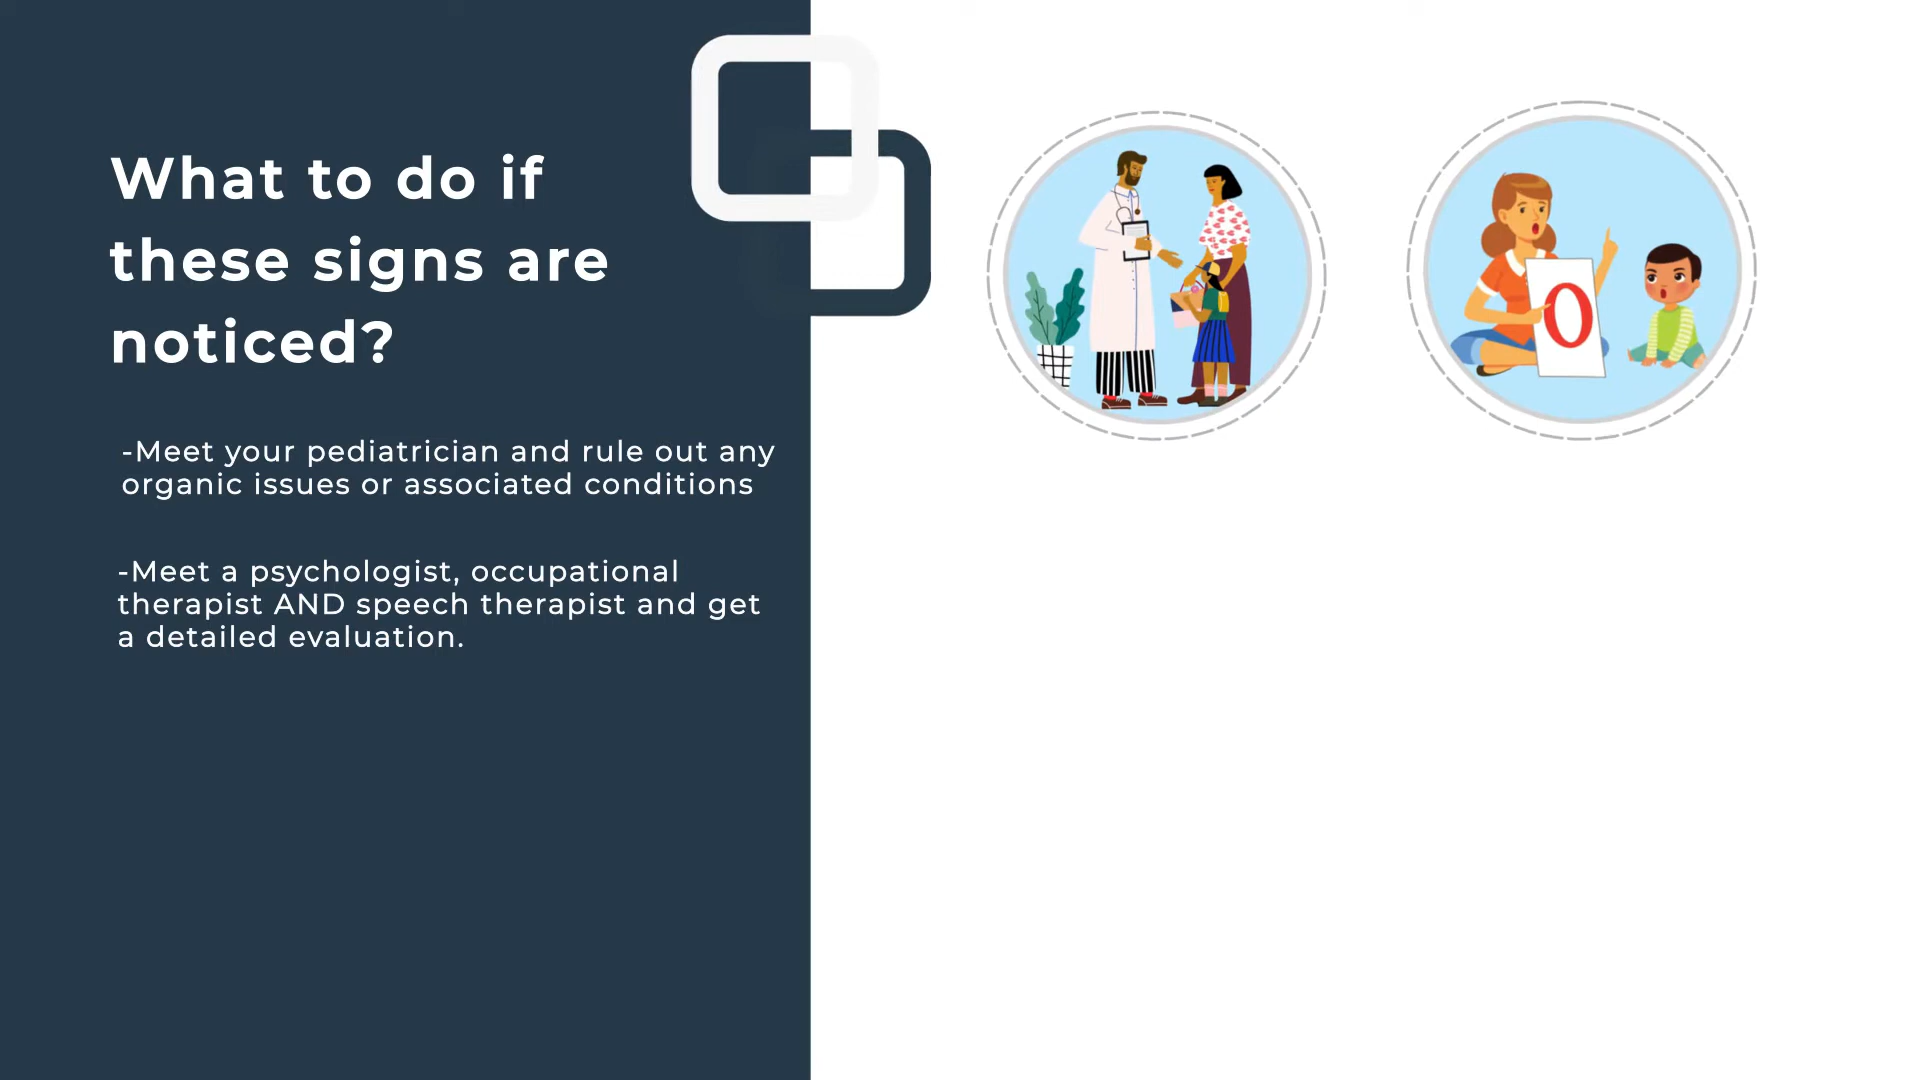 What to do if
these signs are
noticed?
-Meet your pediatrician and rule out any
organic issues or associated conditions
-Meet a psychologist, occupational
therapist AND speech therapist and get
a detailed evaluation.
O